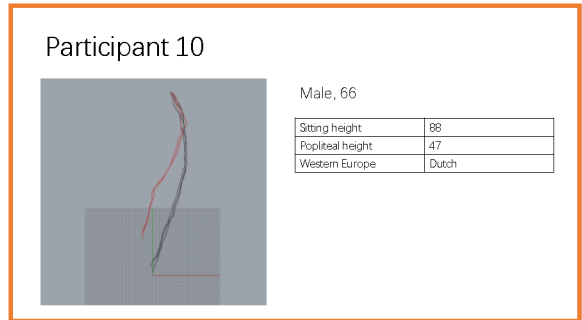 Participant 10
Male, 66
Sitting height 88
Popliteal height 47
Western Europe Dutch